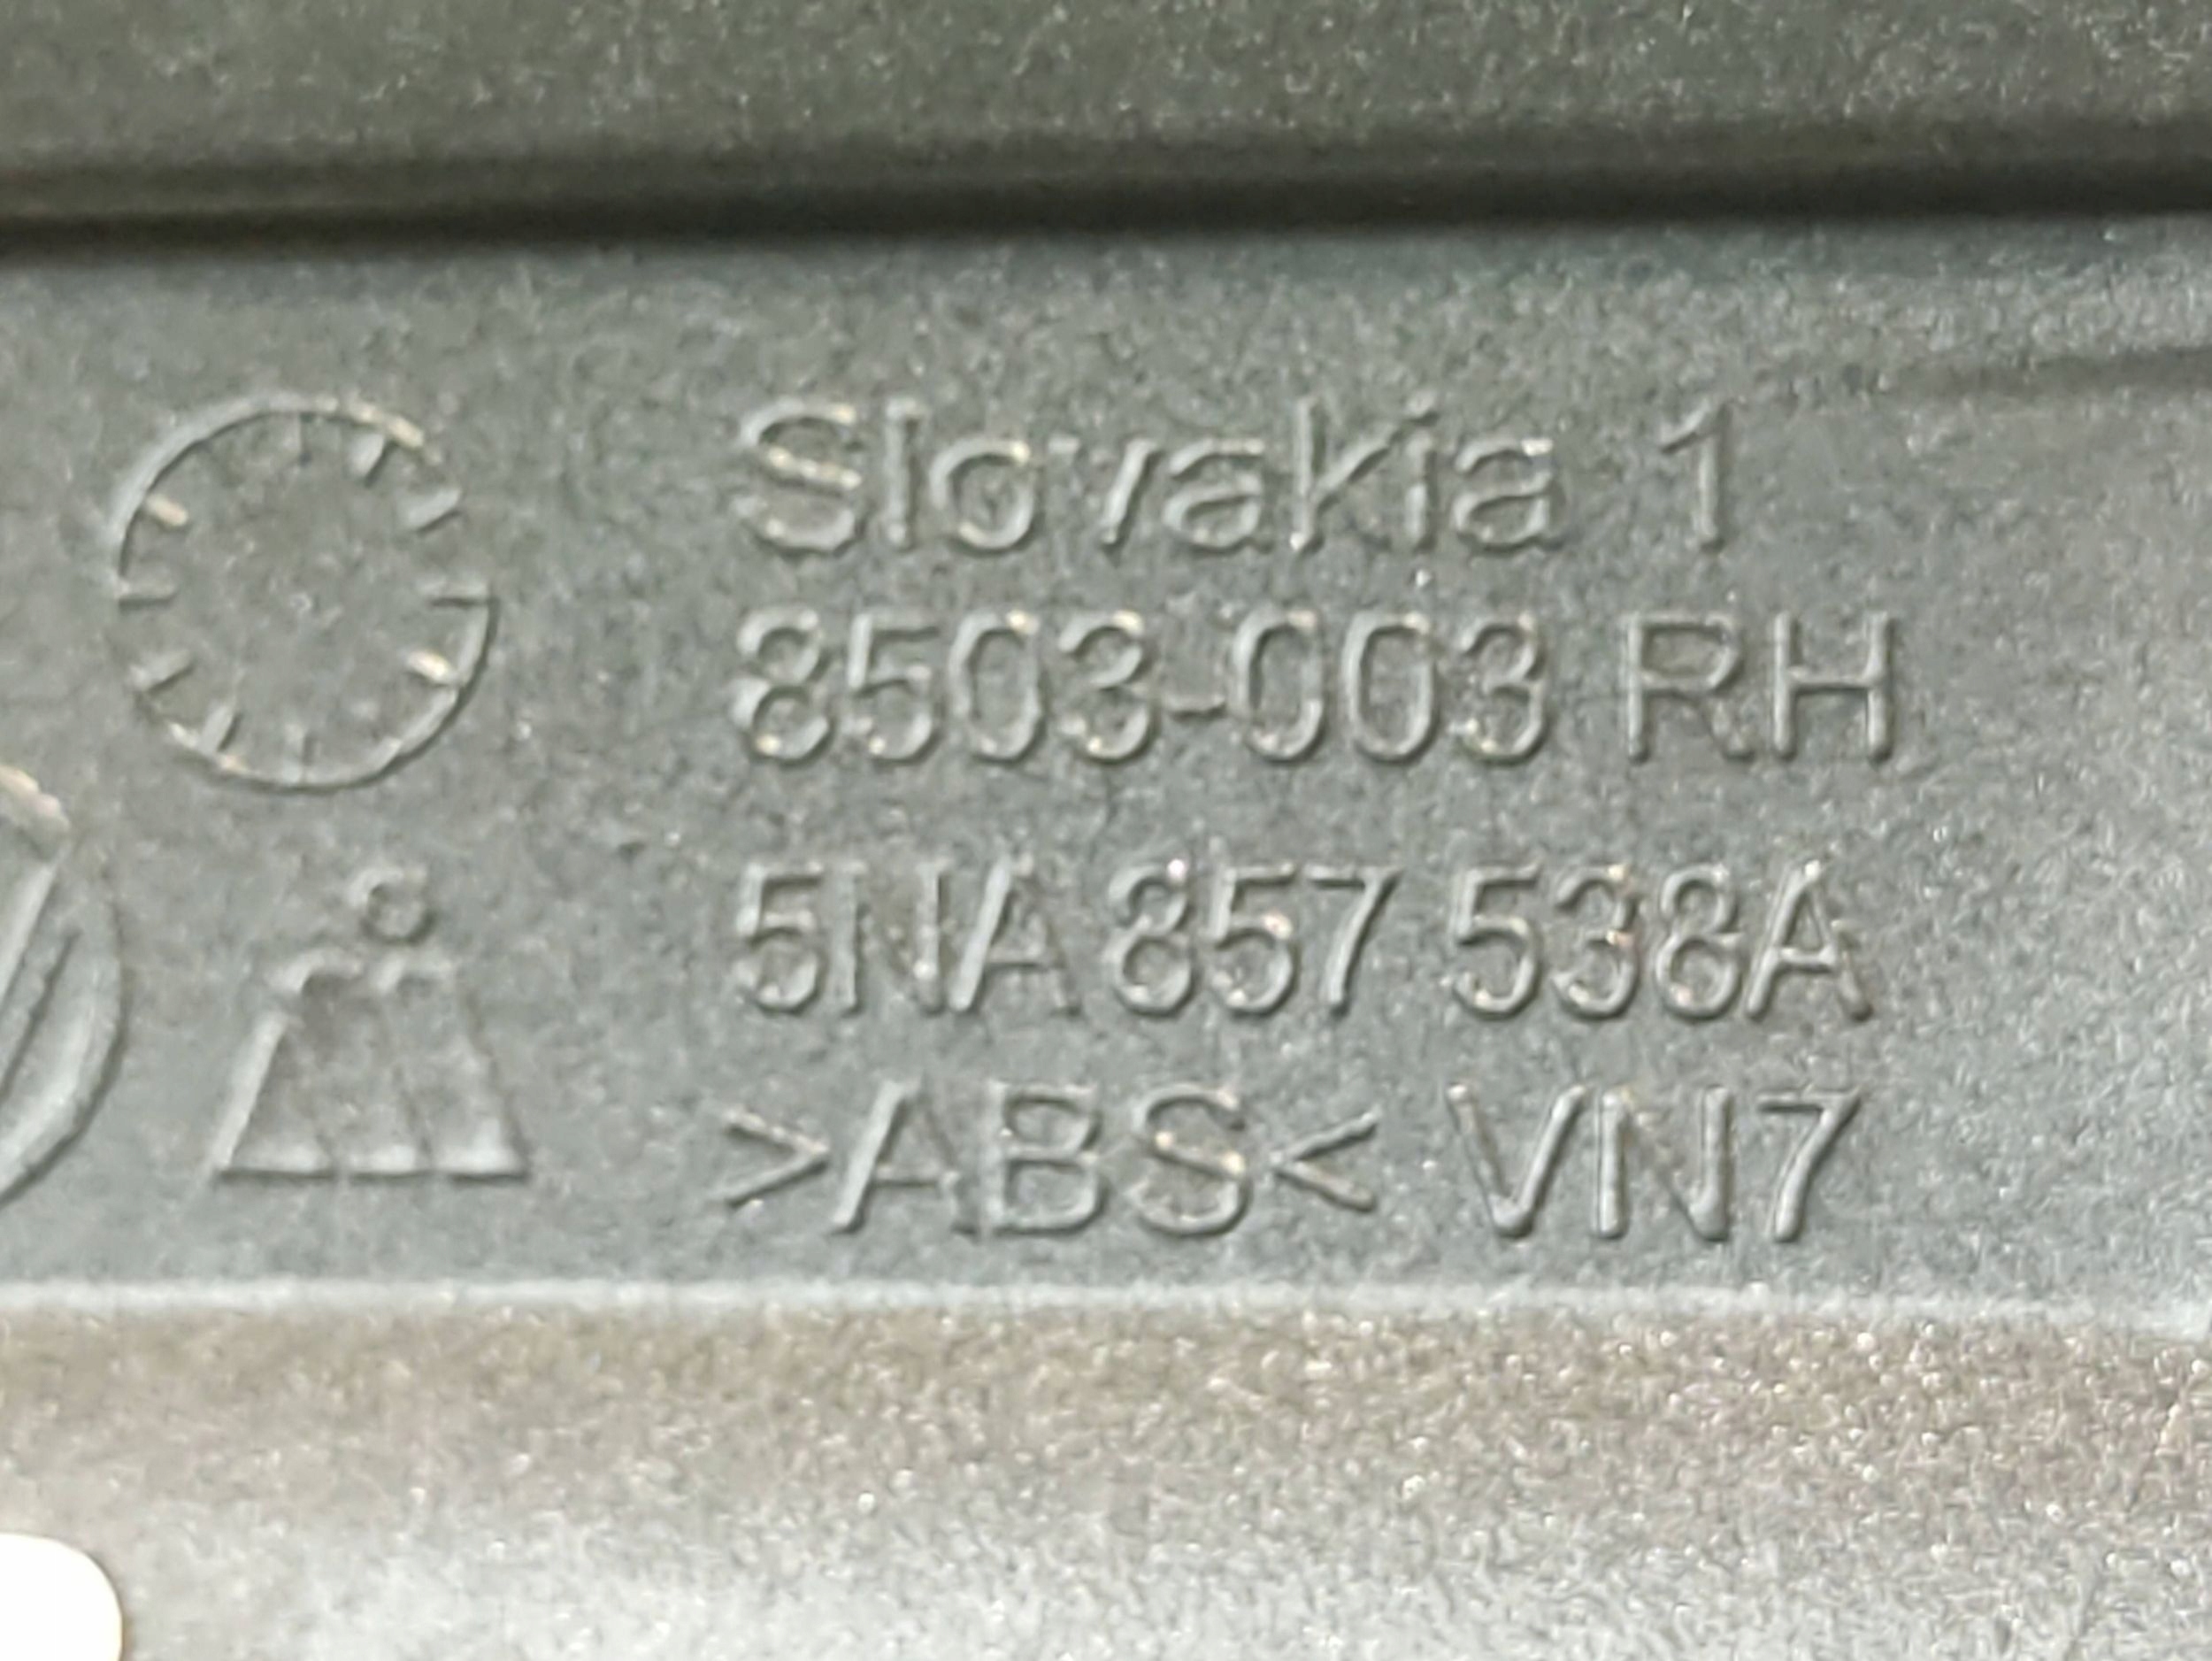 Slovakia 1
8503-003 RH
5NA 857 538A
>ABS< VN7